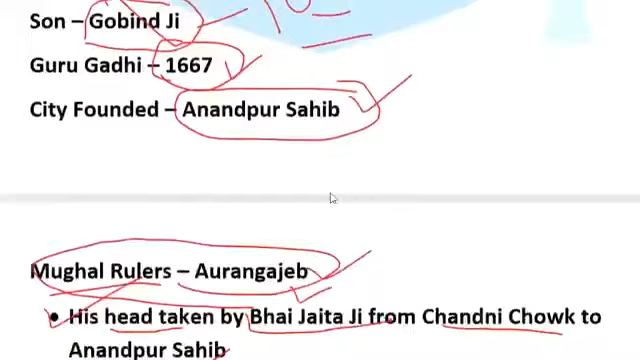 Son – Gobind Ji
Guru Gadhi – 1667
City Founded – Anandpur Sahib
Mughal Rulers – Aurangajeb
• His head taken by Bhai Jaita Ji from Chandni Chowk to
Anandpur Sahib